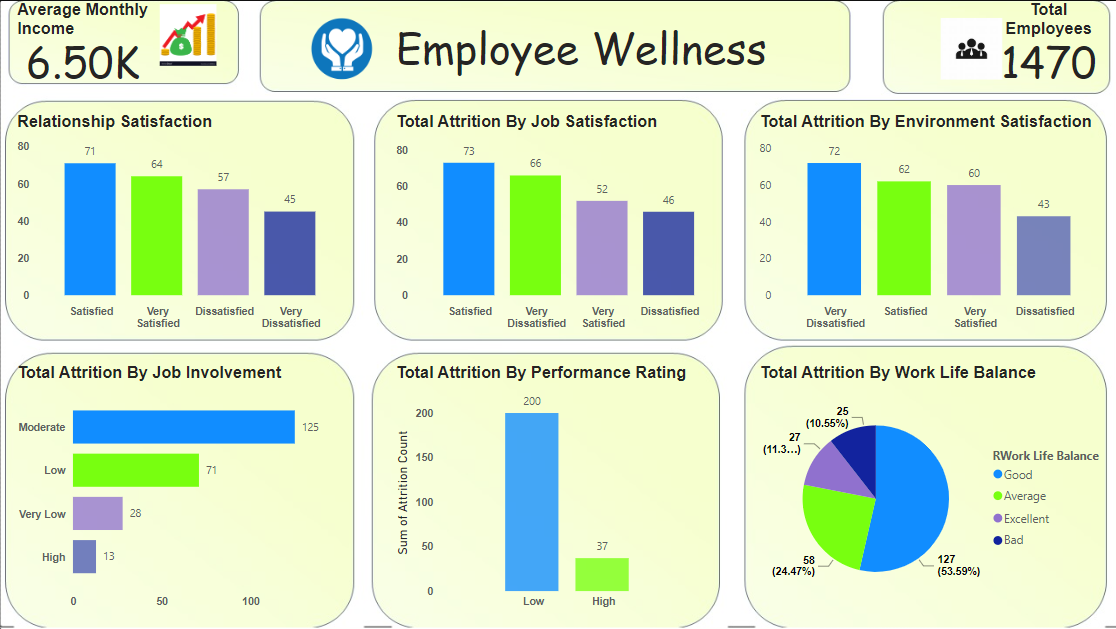 Average Monthly
Income
6.50K
Employee Wellness
Total
Employees
1470
Relationship Satisfaction
80
60
40
20
0
71
64
57
45
Satisfied
Very
Satisfied
Dissatisfied
Very
Dissatisfied
Total Attrition By Job Satisfaction
80
60
40
20
0
73
66
52
46
Satisfied
Very
Dissatisfied
Very
Satisfied
Dissatisfied
Total Attrition By Environment Satisfaction
80
60
40
20
0
72
62
60
43
Very
Dissatisfied
Satisfied
Very
Satisfied
Dissatisfied
Total Attrition By Job Involvement
Moderate 125
Low 71
Very Low 28
High 13
0 50 100
Total Attrition By Performance Rating
Sum of Attrition Count
200
150
100
50
0
200
37
Low
High
Total Attrition By Work Life Balance
25
(10.55%)
27
(11.3...)
58
(24.47%)
127
(53.59%)
RWork Life Balance
Good
Average
Excellent
Bad